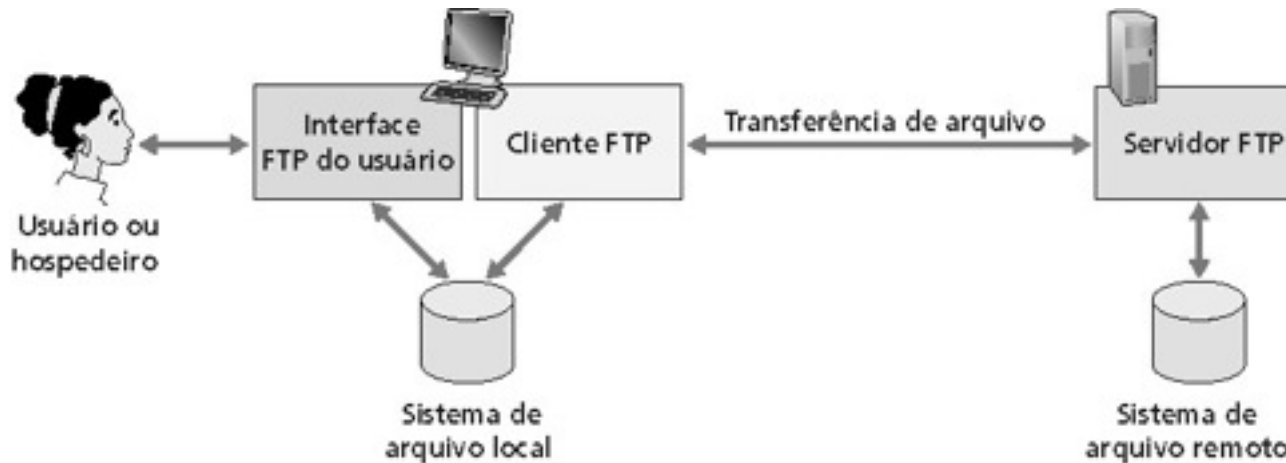 Usuário ou
hospedeiro
Interface
FTP do usuário
Cliente FTP
Transferência de arquivo
Servidor FTP
Sistema de
arquivo local
Sistema de
arquivo remoto